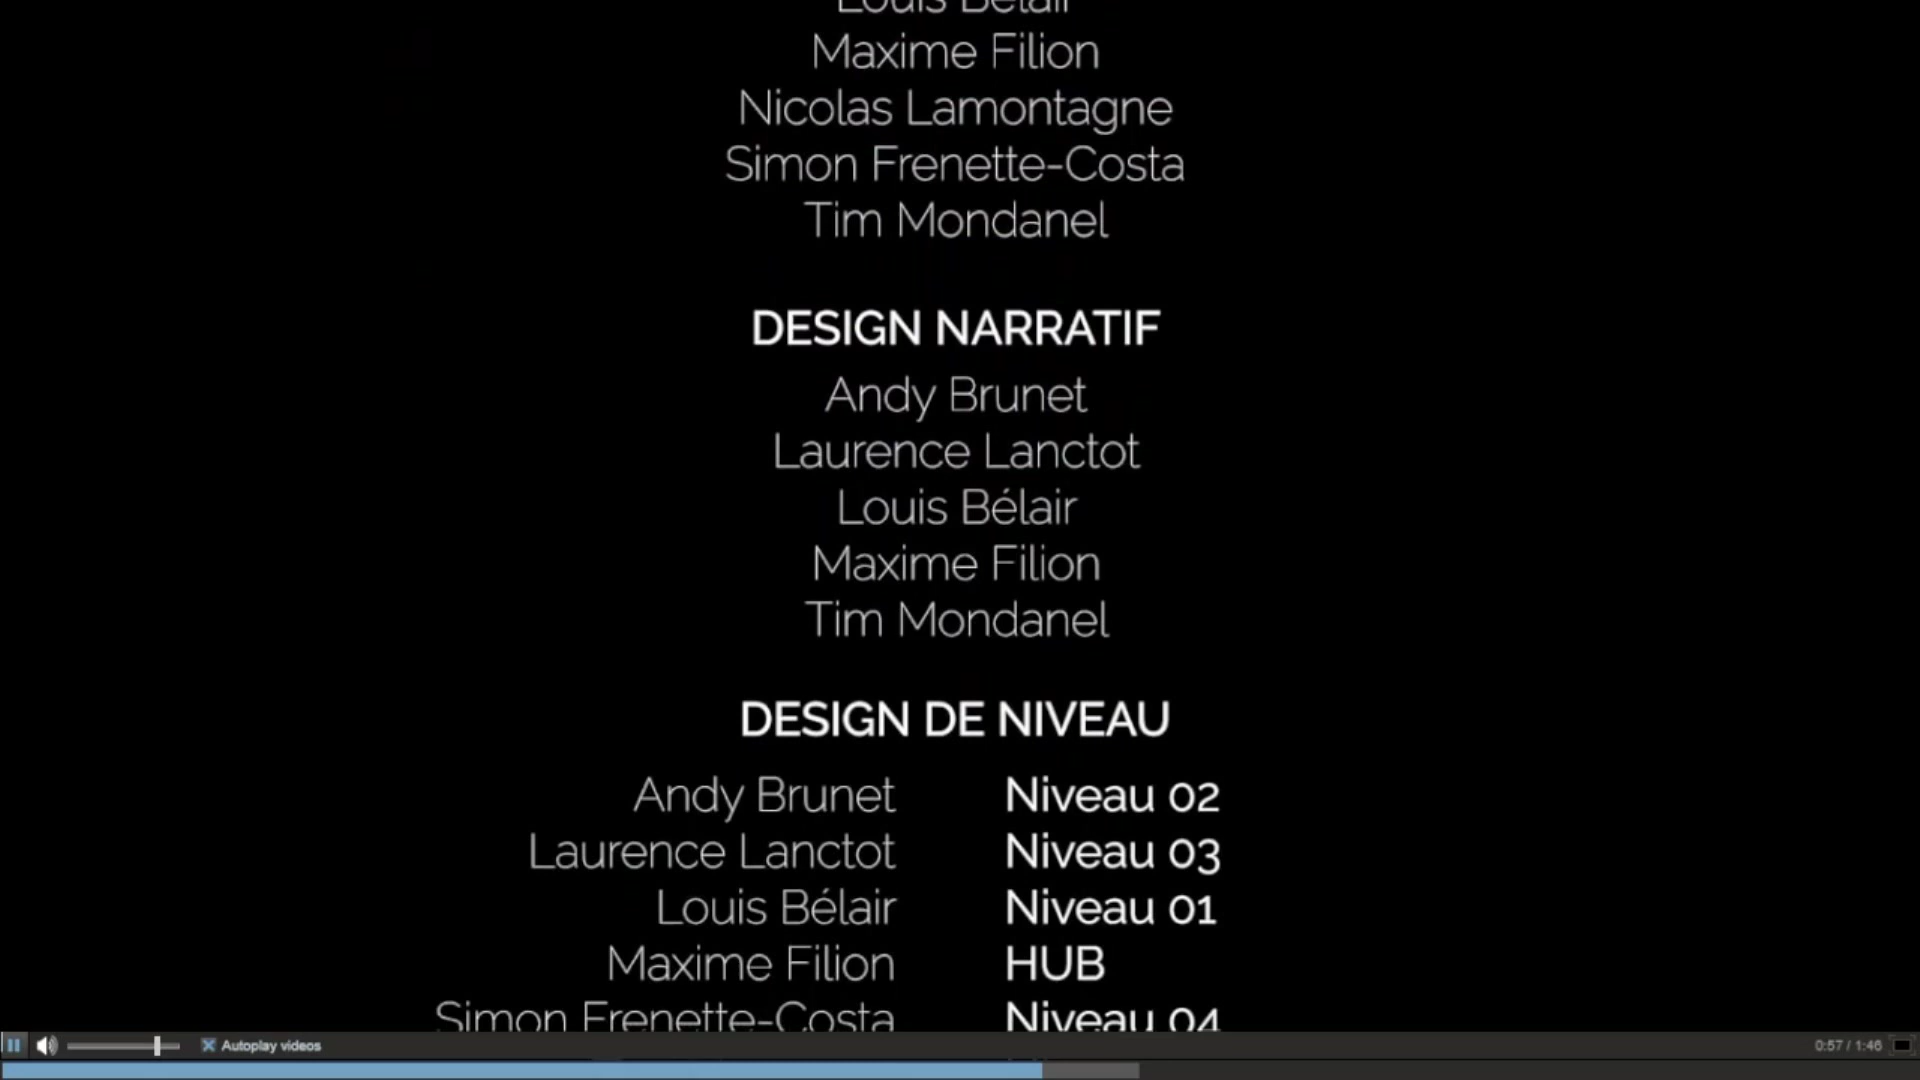 Louis Bélair
Maxime Filion
Nicolas Lamontagne
Simon Frenette-Costa
Tim Mondanel
DESIGN NARRATIF
Andy Brunet
Laurence Lanctot
Louis Bélair
Maxime Filion
Tim Mondanel
DESIGN DE NIVEAU
Andy Brunet Niveau 02
Laurence Lanctot Niveau 03
Louis Bélair Niveau 01
Maxime Filion HUB
Simon Frenette-Costa Niveau 04
Autoplay videos 0:57 / 1:46